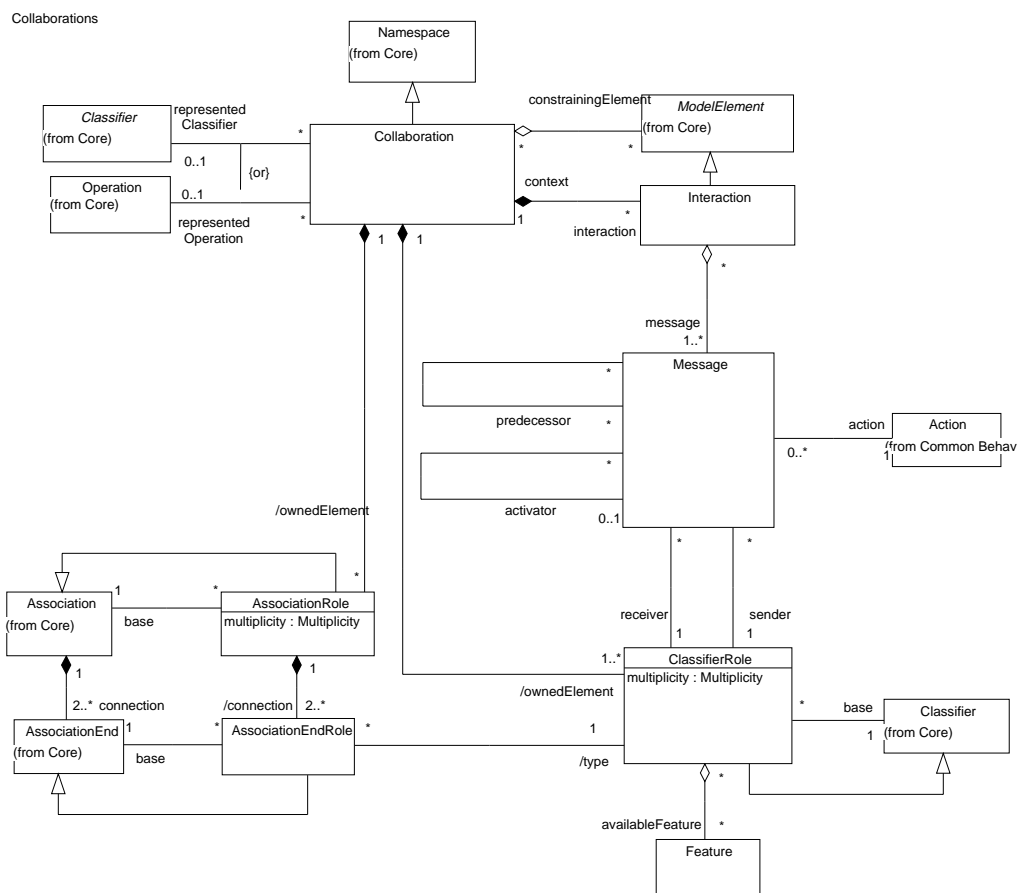 Collaborations
Namespace
(from Core)
Classifier
(from Core)
represented
Classifier
*
0..1
{or}
Operation
(from Core)
0..1
represented
Operation
*
Collaboration
constrainingElement
*
*
ModelElement
(from Core)
context
1
*
interaction
Interaction
1
1
*
message
1..*
Message
*
predecessor
*
*
activator
0..1
action
0..*
1
Action
(from Common Behav
/ownedElement
*
*
*
receiver
sender
1
1
Association
(from Core)
1
*
base
AssociationRole
multiplicity : Multiplicity
1
1
2..*
connection
/connection
2..*
1..*
/ownedElement
ClassifierRole
multiplicity : Multiplicity
*
base
1
Classifier
(from Core)
AssociationEnd
(from Core)
1
*
base
AssociationEndRole
*
1
/type
*
availableFeature
*
Feature